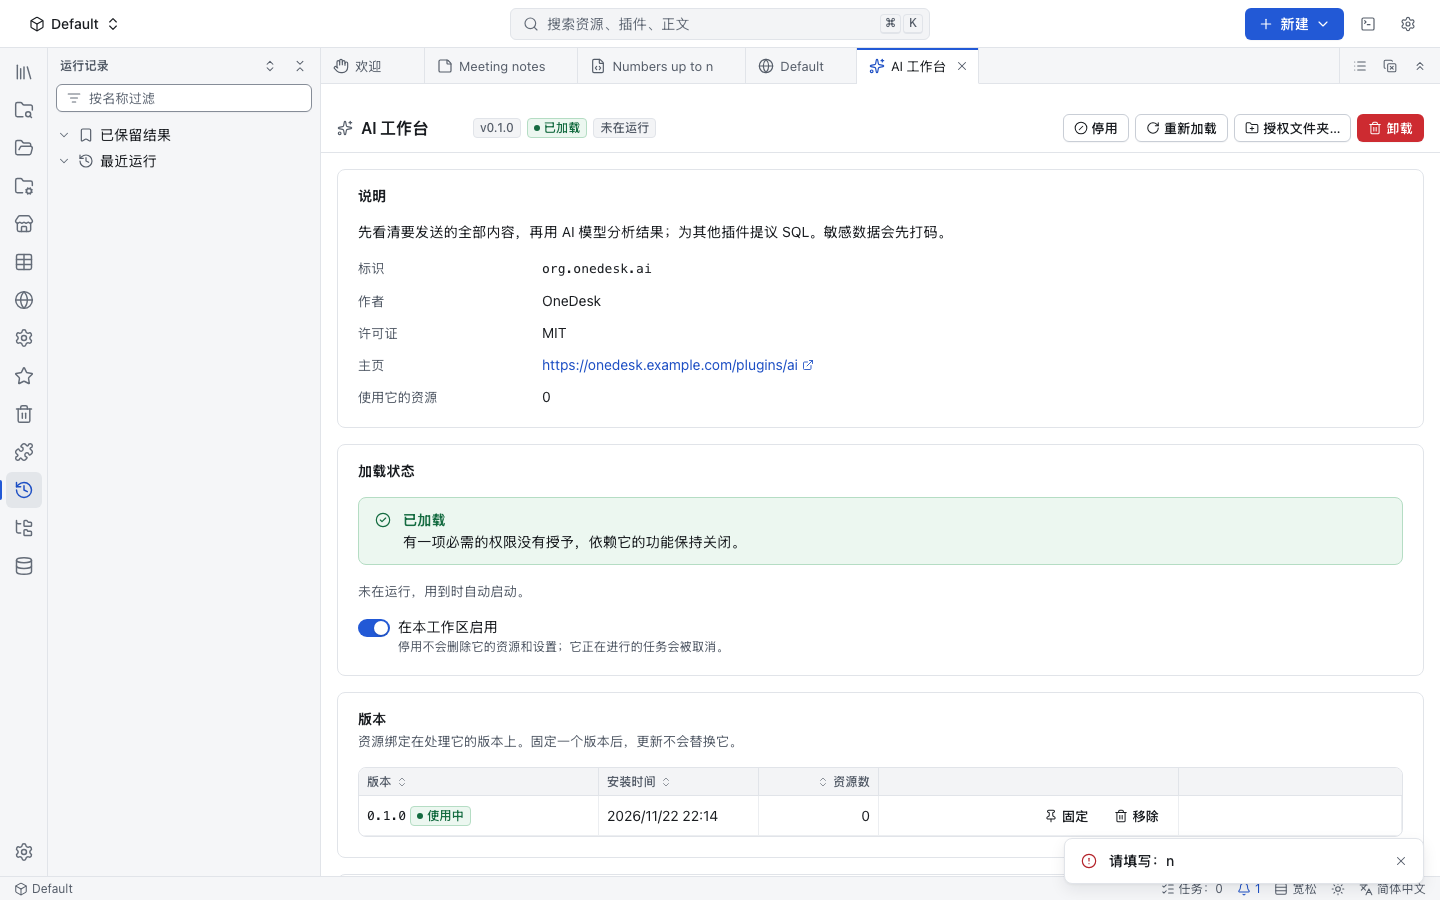 Default
搜索资源、插件、正文
⌘ K
新建
运行记录
按名称过滤
已保留结果
最近运行
欢迎
Meeting notes
Numbers up to n
Default
AI 工作台
AI 工作台
v0.1.0
已加载
未在运行
停用
重新加载
授权文件夹...
卸载
说明
先看清要发送的全部内容，再用 AI 模型分析结果；为其他插件提议 SQL。敏感数据会先打码。
标识 org.onedesk.ai
作者 OneDesk
许可证 MIT
主页 https://onedesk.example.com/plugins/ai
使用它的资源 0
加载状态
已加载
有一项必需的权限没有授予，依赖它的功能保持关闭。
未在运行，用到时自动启动。
在本工作区启用
停用不会删除它的资源和设置；它正在进行的任务会被取消。
版本
资源绑定在处理它的版本上。固定一个版本后，更新不会替换它。
版本 安装时间 资源数
0.1.0 使用中 2026/11/22 22:14 0 固定 移除
请填写：n
Default
任务：0
1
宽松
简体中文